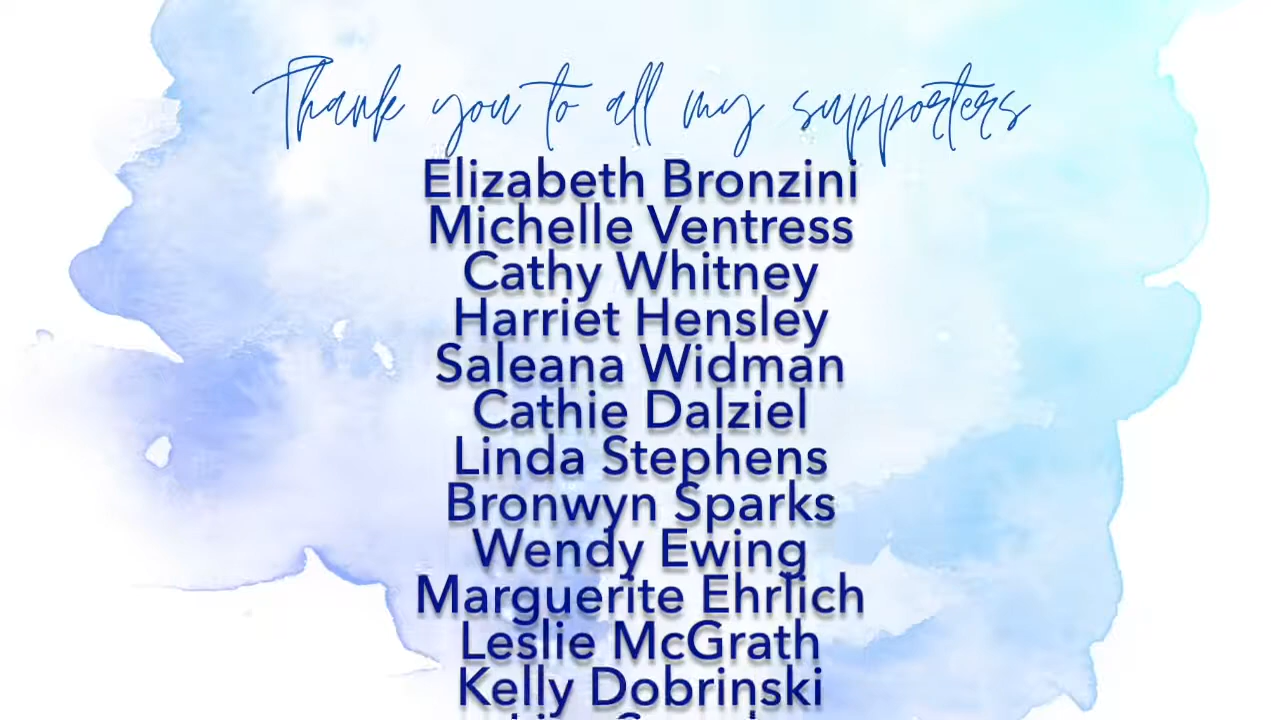 Thank you to all my supporters
Elizabeth Bronzini
Michelle Ventress
Cathy Whitney
Harriet Hensley
Saleana Widman
Cathie Dalziel
Linda Stephens
Bronwyn Sparks
Wendy Ewing
Marguerite Ehrlich
Leslie McGrath
Kelly Dobrinski